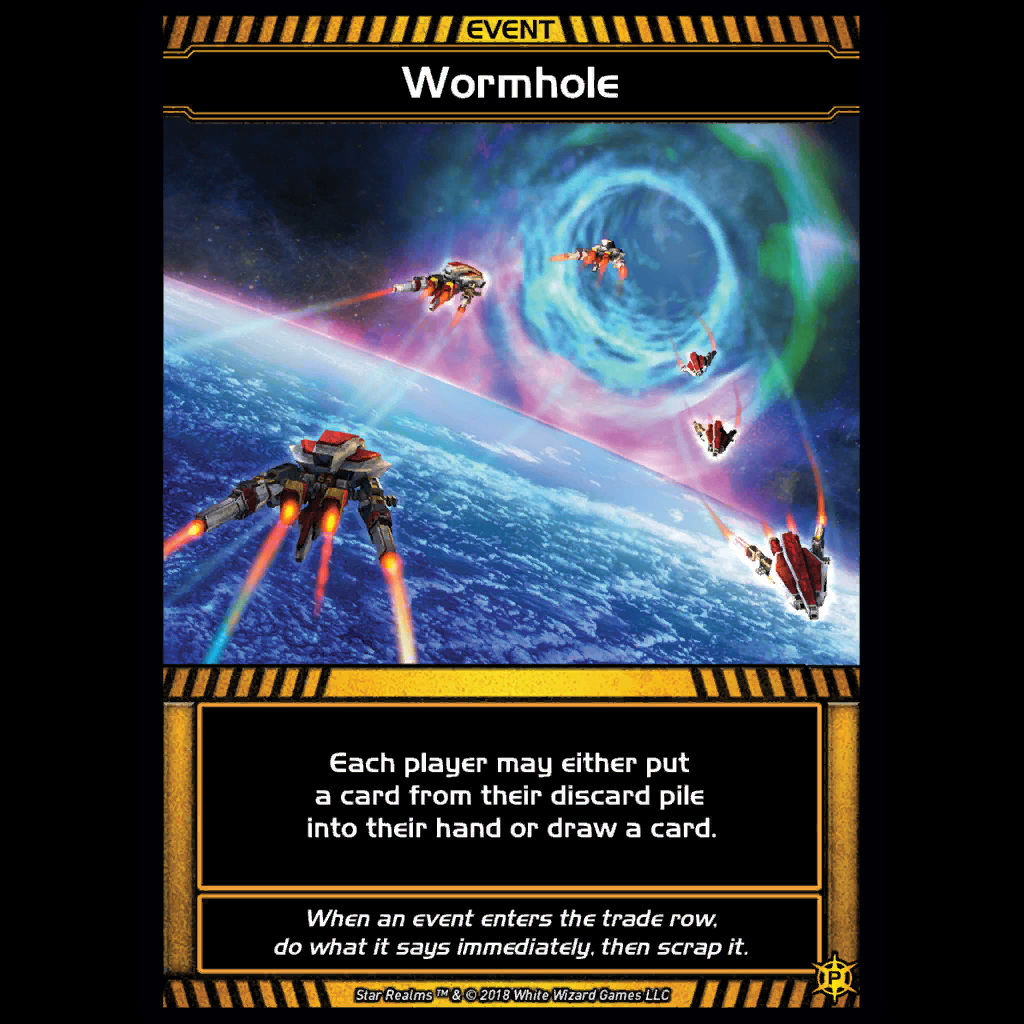 EVENT
Wormhole
Each player may either put
a card from their discard pile
into their hand or draw a card.
When an event enters the trade row,
do what it says immediately, then scrap it.
P
Star Realms ™ & © 2018 White Wizard Games LLC